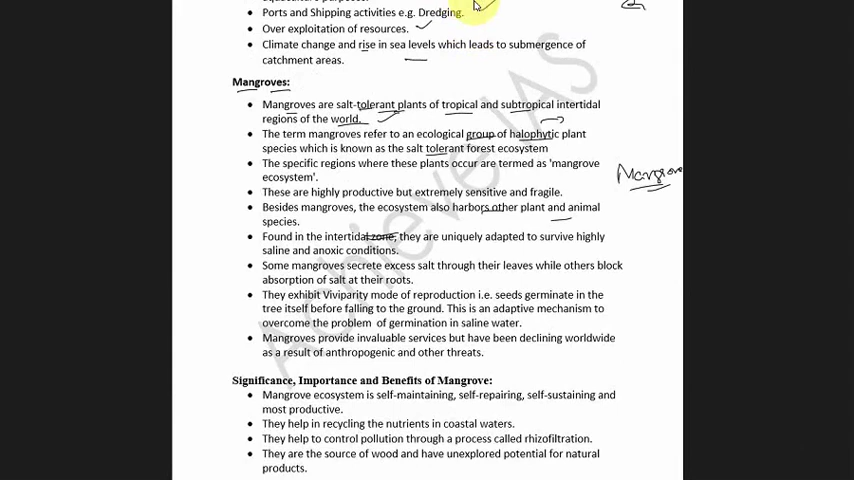 Ports and Shipping activities e.g. Dredging.
Over exploitation of resources.
Climate change and rise in sea levels which leads to submergence of
catchment areas.
Mangroves:
Mangroves are salt-tolerant plants of tropical and subtropical intertidal
regions of the world.
The term mangroves refer to an ecological group of halophytic plant
species which is known as the salt tolerant forest ecosystem
The specific regions where these plants occur are termed as 'mangrove
ecosystem'.
Mangrove
These are highly productive but extremely sensitive and fragile.
Besides mangroves, the ecosystem also harbors other plant and animal
species.
Found in the intertidal zone, they are uniquely adapted to survive highly
saline and anoxic conditions.
Some mangroves secrete excess salt through their leaves while others block
absorption of salt at their roots.
They exhibit Viviparity mode of reproduction i.e. seeds germinate in the
tree itself before falling to the ground. This is an adaptive mechanism to
overcome the problem of germination in saline water.
Mangroves provide invaluable services but have been declining worldwide
as a result of anthropogenic and other threats.
Significance, Importance and Benefits of Mangrove:
Mangrove ecosystem is self-maintaining, self-repairing, self-sustaining and
most productive.
They help in recycling the nutrients in coastal waters.
They help to control pollution through a process called rhizofiltration.
They are the source of wood and have unexplored potential for natural
products.
Achieve IAS